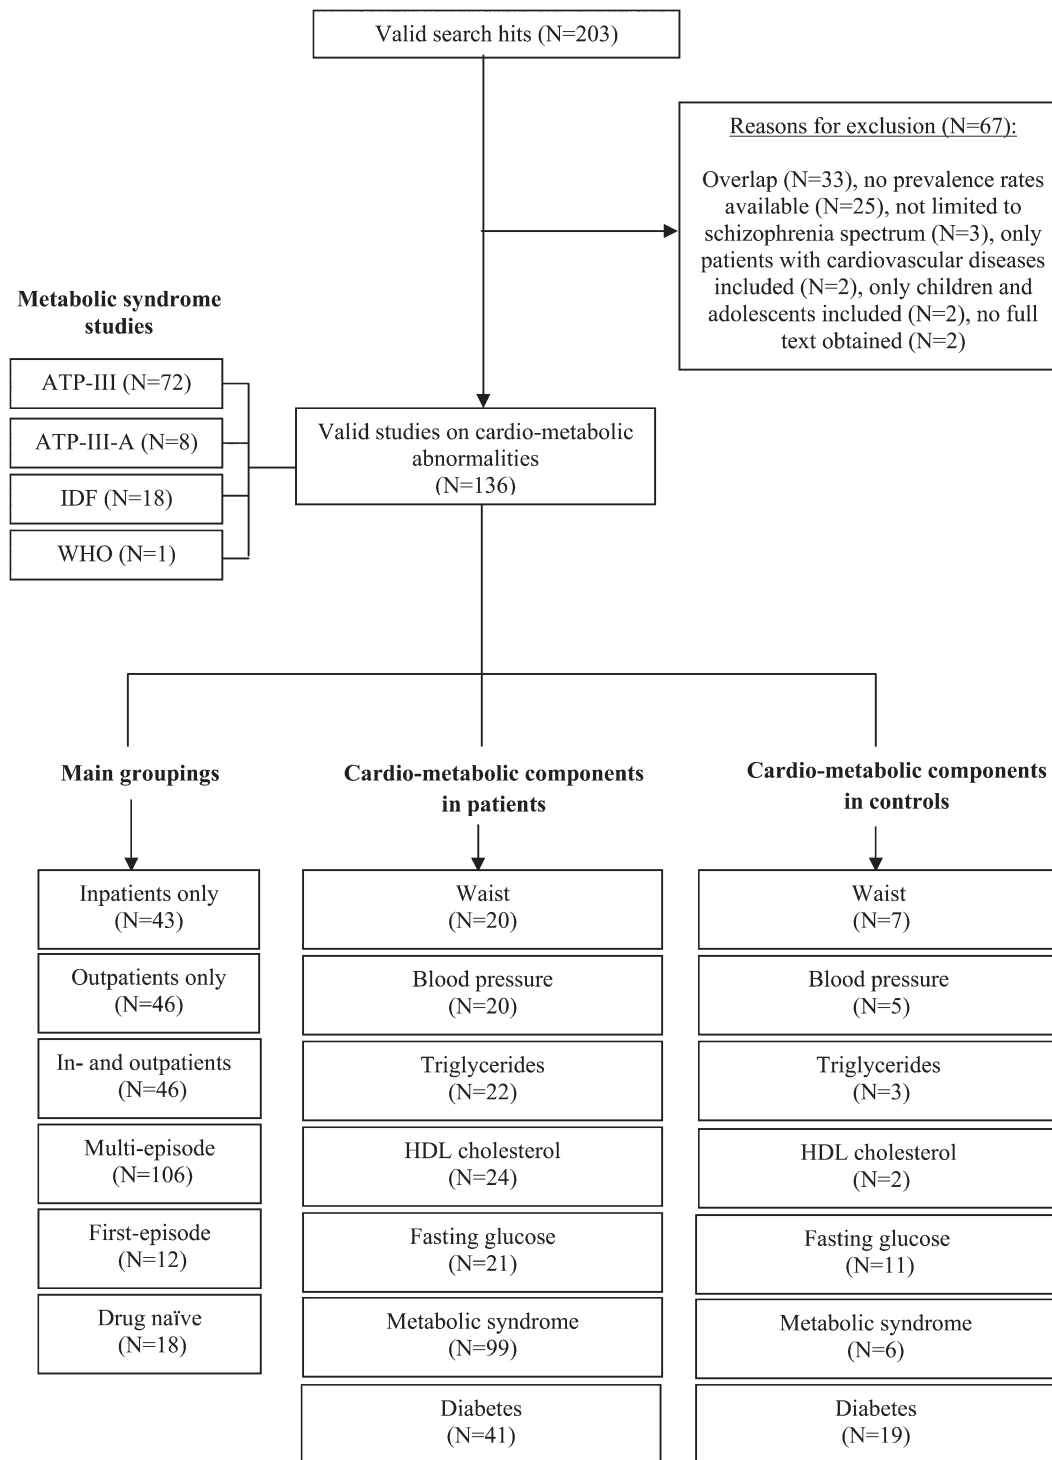 Valid search hits (N=203)
Reasons for exclusion (N=67):
Overlap (N=33), no prevalence rates
available (N=25), not limited to
schizophrenia spectrum (N=3), only
patients with cardiovascular diseases
included (N=2), only children and
adolescents included (N=2), no full
text obtained (N=2)
Metabolic syndrome
studies
ATP-III (N=72)
ATP-III-A (N=8)
IDF (N=18)
WHO (N=1)
Valid studies on cardio-metabolic
abnormalities
(N=136)
Main groupings
Inpatients only
(N=43)
Outpatients only
(N=46)
In- and outpatients
(N=46)
Multi-episode
(N=106)
First-episode
(N=12)
Drug naïve
(N=18)
Cardio-metabolic components
in patients
Waist
(N=20)
Blood pressure
(N=20)
Triglycerides
(N=22)
HDL cholesterol
(N=24)
Fasting glucose
(N=21)
Metabolic syndrome
(N=99)
Diabetes
(N=41)
Cardio-metabolic components
in controls
Waist
(N=7)
Blood pressure
(N=5)
Triglycerides
(N=3)
HDL cholesterol
(N=2)
Fasting glucose
(N=11)
Metabolic syndrome
(N=6)
Diabetes
(N=19)